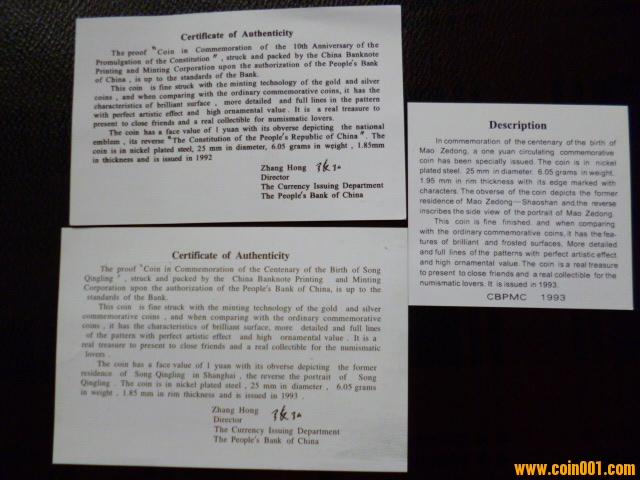 Certificate of Authenticity
The proof "Coin in Commemoration of the 10th Anniversary of the
Promulgation of the Constitution", struck and packed by the China Banknote
Printing and Minting Corporation upon the authorization of the People's Bank
of China, is up to the standards of the Bank.
This coin is fine struck with the minting technology of the gold and silver
coins, and when comparing with the ordinary commemorative coins, it has the
characteristics of brilliant surface, more detailed and full lines in the pattern
with perfect artistic effect and high ornamental value. It is a real treasure to
present to close friends and a real collectible for numismatic lovers.
The coin has a face value of 1 yuan with its obverse depicting the national
emblem, its reverse "The Constitution of the People's Republic of China". The
coin is in nickel plated steel, 25 mm in diameter, 6.05 grams in weight, 1.85mm
in thickness and is issued in 1992
Zhang Hong
Director
The Currency Issuing Department
The People's Bank of China
Certificate of Authenticity
The proof "Coin in Commemoration of the Centenary of the Birth of Song
Qingling", struck and packed by the China Banknote Printing and Minting
Corporation upon the authorization of the People's Bank of China, is up to the
standards of the Bank.
This coin is fine struck with the minting technology of the gold and silver
commemorative coins, and when comparing with the ordinary commemorative
coins, it has the characteristics of brilliant surface, more detailed and full lines
of the pattern with perfect artistic effect and high ornamental value. It is a
real treasure to present to close friends and a real collectible for the numismatic
lovers.
The coin has a face value of 1 yuan with its obverse depicting the former
residence of Song Qingling in Shanghai, the reverse the portrait of Song
Qingling. The coin is in nickel plated steel, 25 mm in diameter, 6.05 grams
in weight, 1.85 mm in rim thickness and is issued in 1993.
Zhang Hong
Director
The Currency Issuing Department
The People's Bank of China
Description
In commemoration of the centenary of the birth of
Mao Zedong, a one yuan circulating commemorative
coin has been specially issued. The coin is in nickel
plated steel. 25 mm in diameter. 6.05 grams in weight.
1.95 mm in rim thickness with its edge marked with
characters. The obverse of the coin depicts the former
residence of Mao Zedong—Shaoshan and the reverse
inscribes the side view of the portrait of Mao Zedong.
This coin is fine finished and when comparing
with the ordinary commemorative coins, it has the fea-
tures of brilliant and frosted surfaces, More detailed
and full lines of the patterns with perfect artistic effect
and high ornamental value. The coin is a real treasure
to present to close friends and a real collectible for the
numismatic lovers. It is issued in 1993.
CBPMC 1993
www.coin001.com